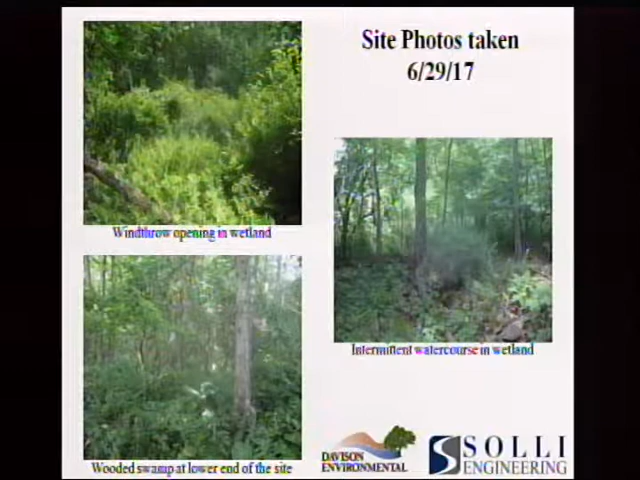 Site Photos taken
6/29/17
Windthrow opening in wetland
Intermittent watercourse in wetland
Wooded swamp at lower end of the site
DAVISON
ENVIRONMENTAL
SOLLI
ENGINEERING